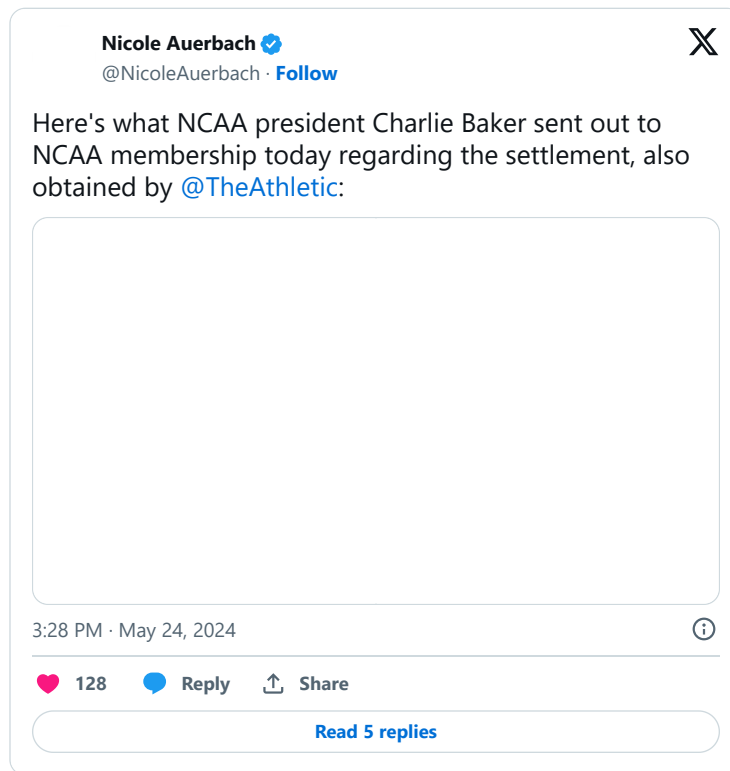 Nicole Auerbach
@NicoleAuerbach · Follow
Here's what NCAA president Charlie Baker sent out to
NCAA membership today regarding the settlement, also
obtained by @TheAthletic:
3:28 PM · May 24, 2024
128 Reply Share
Read 5 replies